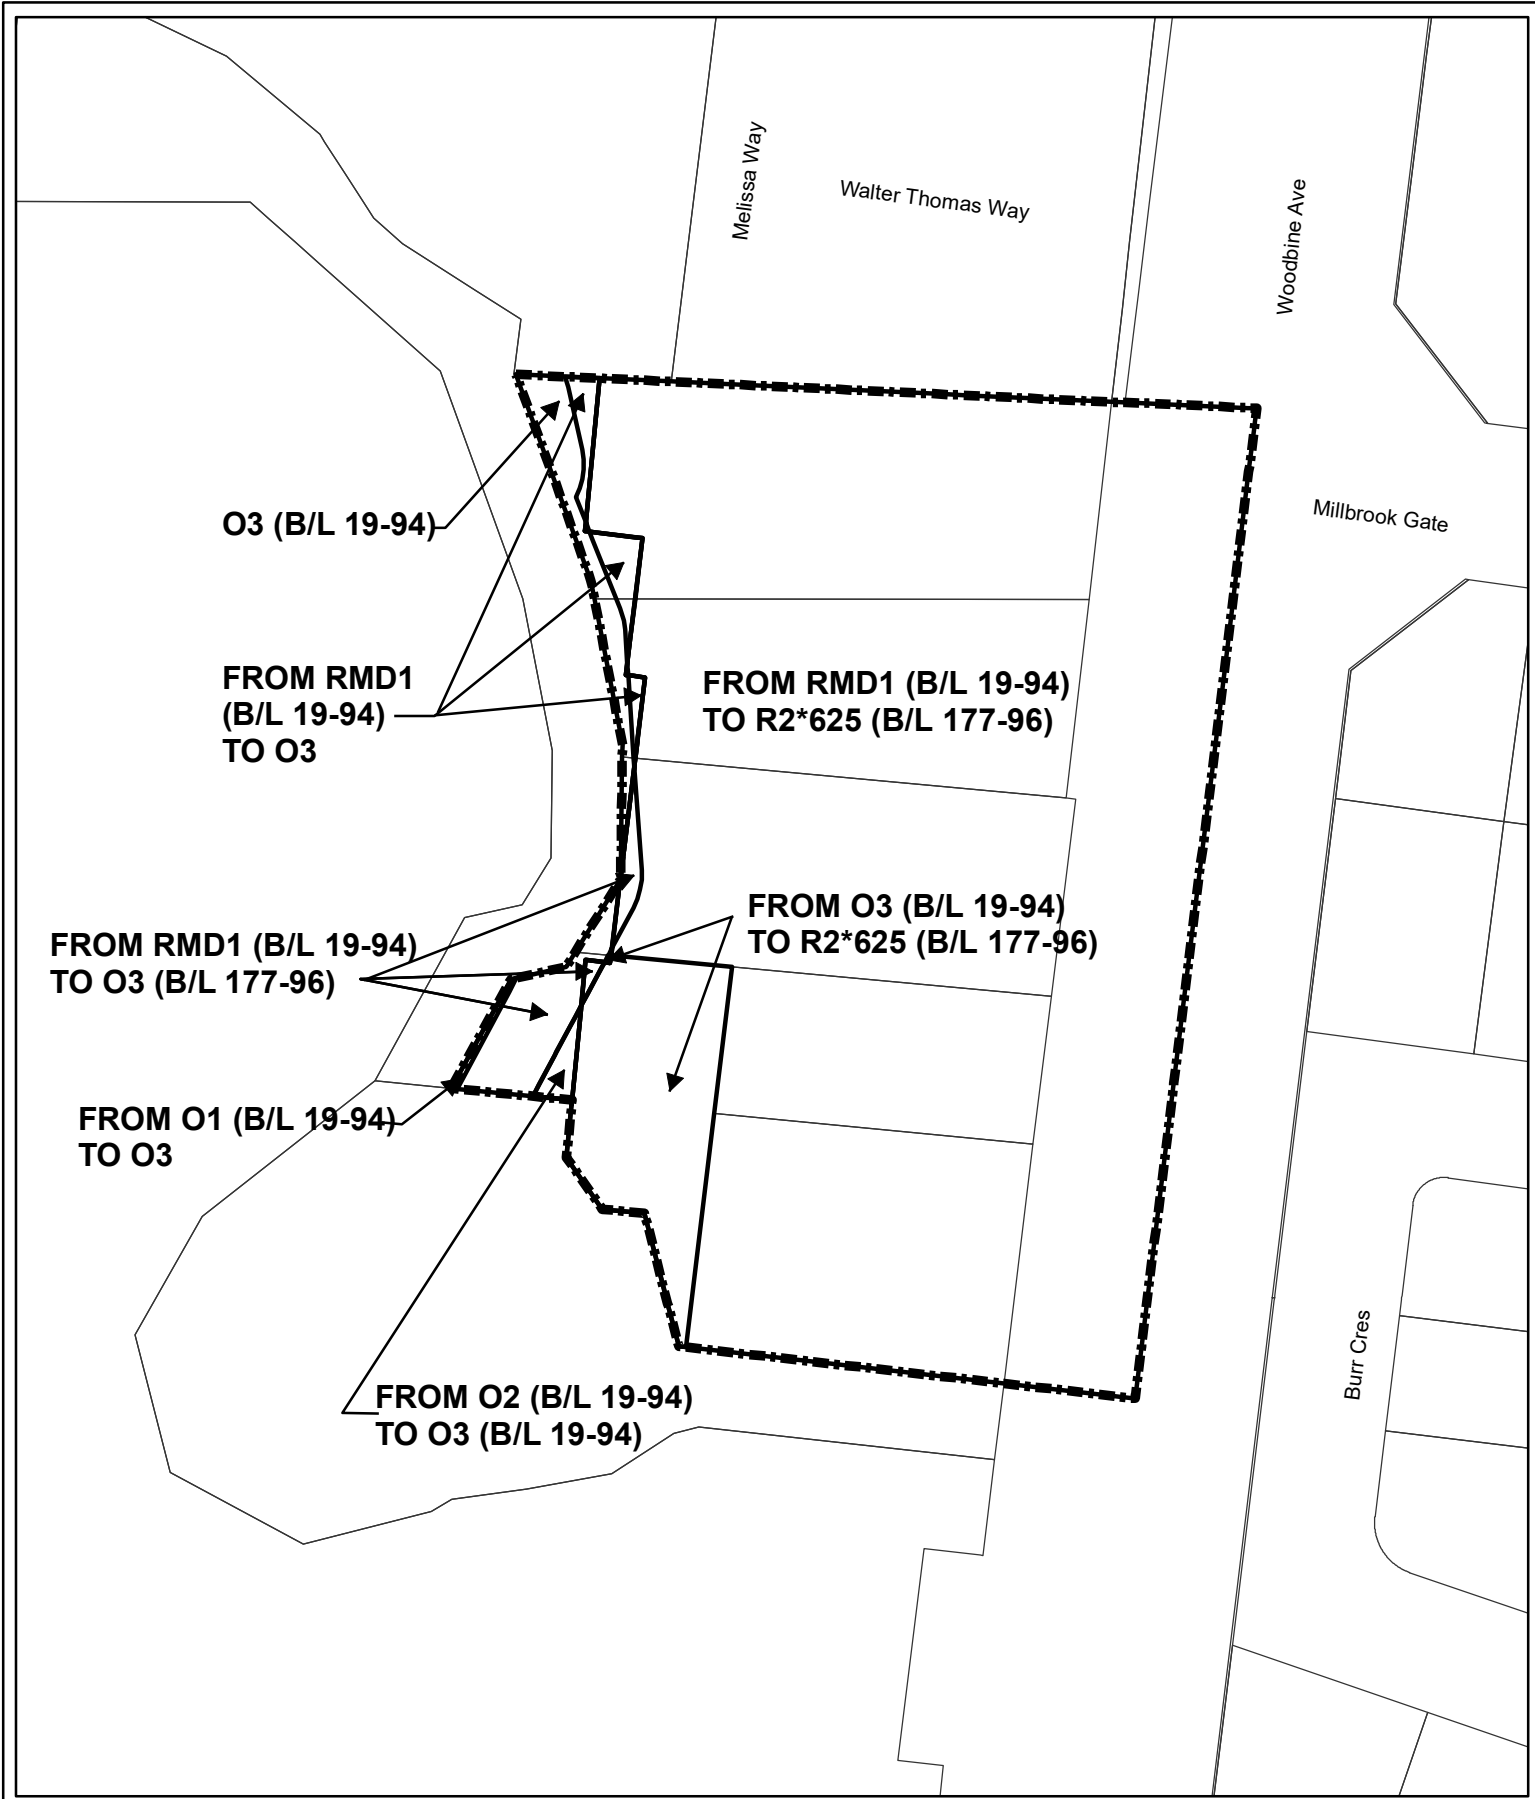 Melissa Way
Walter Thomas Way
Woodbine Ave
Millbrook Gate
O3 (B/L 19-94)
FROM RMD1
(B/L 19-94)
TO O3
FROM RMD1 (B/L 19-94)
TO R2*625 (B/L 177-96)
FROM O3 (B/L 19-94)
TO R2*625 (B/L 177-96)
FROM RMD1 (B/L 19-94)
TO O3 (B/L 177-96)
FROM O1 (B/L 19-94)
TO O3
Burr Cres
FROM O2 (B/L 19-94)
TO O3 (B/L 19-94)